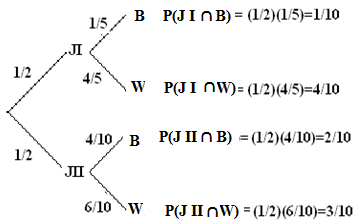 1/5 B P(J I ∩ B) = (1/2)(1/5)=1/10
1/2 JI
4/5 W P(J I ∩W)= (1/2)(4/5)=4/10
4/10 B P(J II ∩ B) = (1/2)(4/10)=2/10
1/2 JII
6/10 W P(J II ∩W) = (1/2)(6/10)=3/10